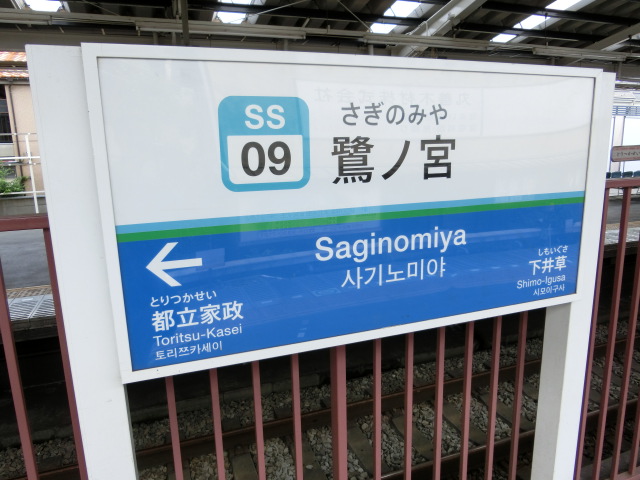 SS
09
さぎのみや
鷺ノ宮
Saginomiya
사기노미야
とりつかせい
都立家政
Toritsu-Kasei
토리쯔카세이
しもいぐさ
下井草
Shimo-Igusa
시모이구사